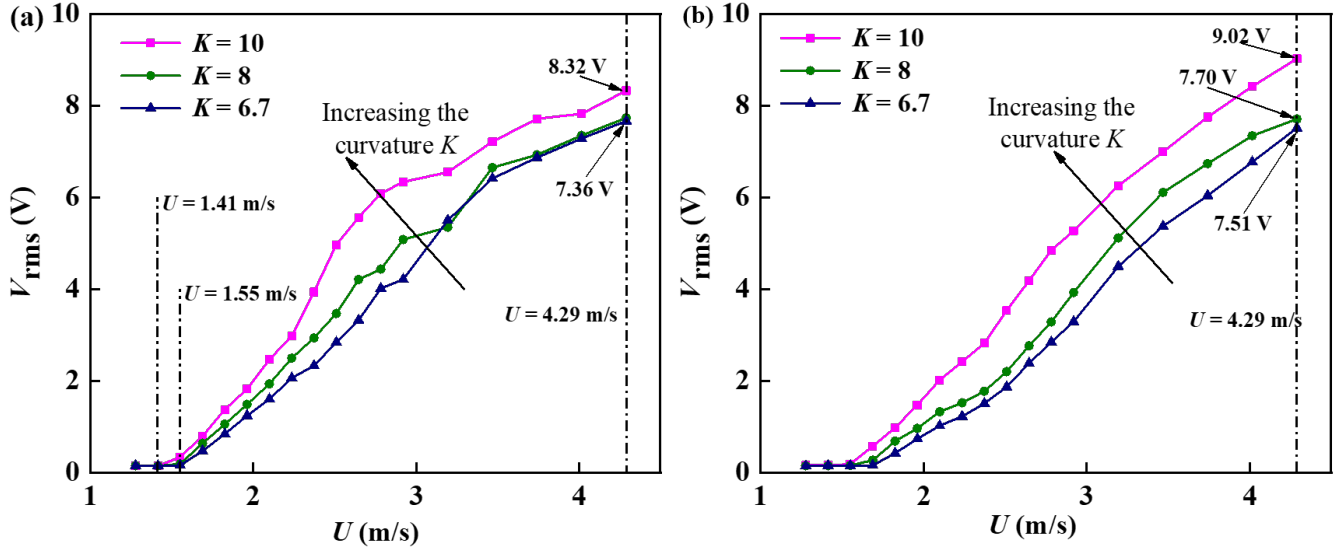 (a)
10
8
6
4
2
0
V rms (V)
K = 10
K = 8
K = 6.7
8.32 V
Increasing the
curvature K
7.36 V
U = 1.41 m/s
U = 1.55 m/s
U = 4.29 m/s
1 2 3 4
U (m/s)
(b)
10
8
6
4
2
0
V rms (V)
K = 10
K = 8
K = 6.7
9.02 V
7.70 V
Increasing the
curvature K
7.51 V
U = 4.29 m/s
1 2 3 4
U (m/s)